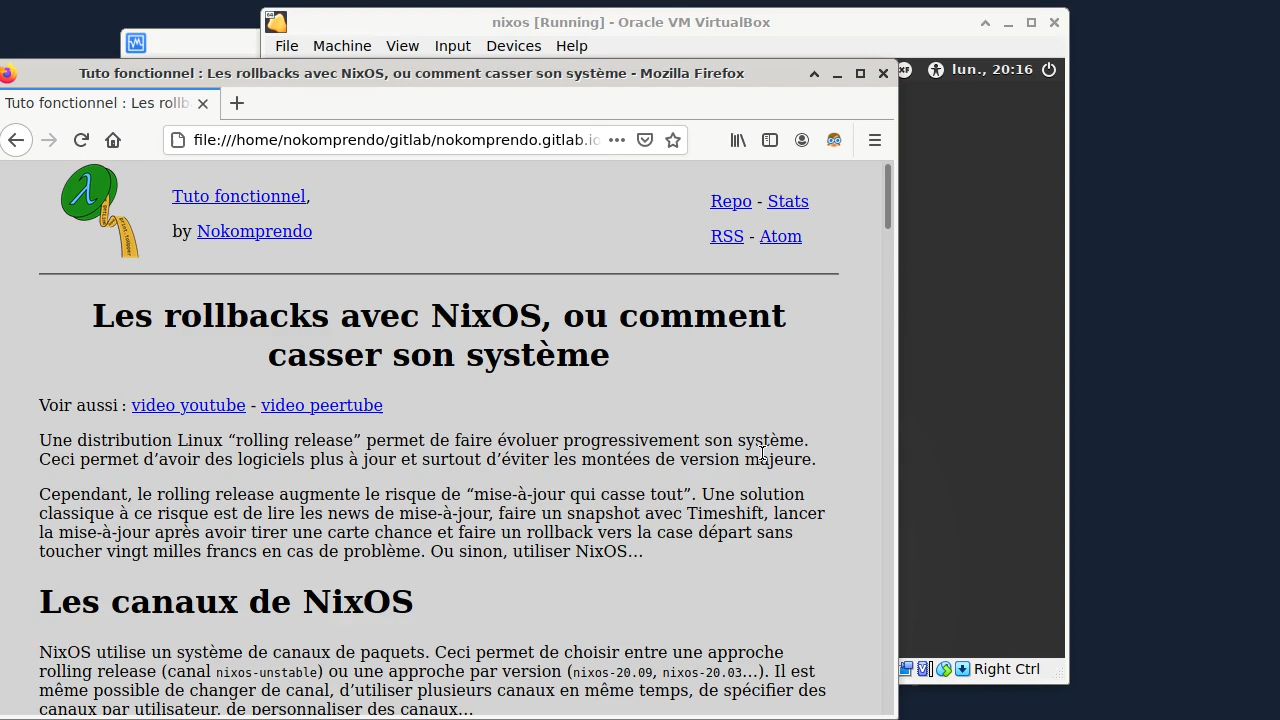 nixos [Running] - Oracle VM VirtualBox
File Machine View Input Devices Help
Tuto fonctionnel : Les rollbacks avec NixOS, ou comment casser son système - Mozilla Firefox
lun., 20:16
Tuto fonctionnel : Les rollb
file:///home/nokomprendo/gitlab/nokomprendo.gitlab.io
Tuto fonctionnel,
by Nokomprendo
Repo - Stats
RSS - Atom
Les rollbacks avec NixOS, ou comment
casser son système
Voir aussi : video youtube - video peertube
Une distribution Linux “rolling release” permet de faire évoluer progressivement son système.
Ceci permet d’avoir des logiciels plus à jour et surtout d’éviter les montées de version majeure.
Cependant, le rolling release augmente le risque de “mise-à-jour qui casse tout”. Une solution
classique à ce risque est de lire les news de mise-à-jour, faire un snapshot avec Timeshift, lancer
la mise-à-jour après avoir tirer une carte chance et faire un rollback vers la case départ sans
toucher vingt milles francs en cas de problème. Ou sinon, utiliser NixOS…
Les canaux de NixOS
NixOS utilise un système de canaux de paquets. Ceci permet de choisir entre une approche
rolling release (canal nixos-unstable) ou une approche par version (nixos-20.09, nixos-20.03…). Il est
même possible de changer de canal, d’utiliser plusieurs canaux en même temps, de spécifier des
canaux par utilisateur, de personnaliser des canaux…
Right Ctrl